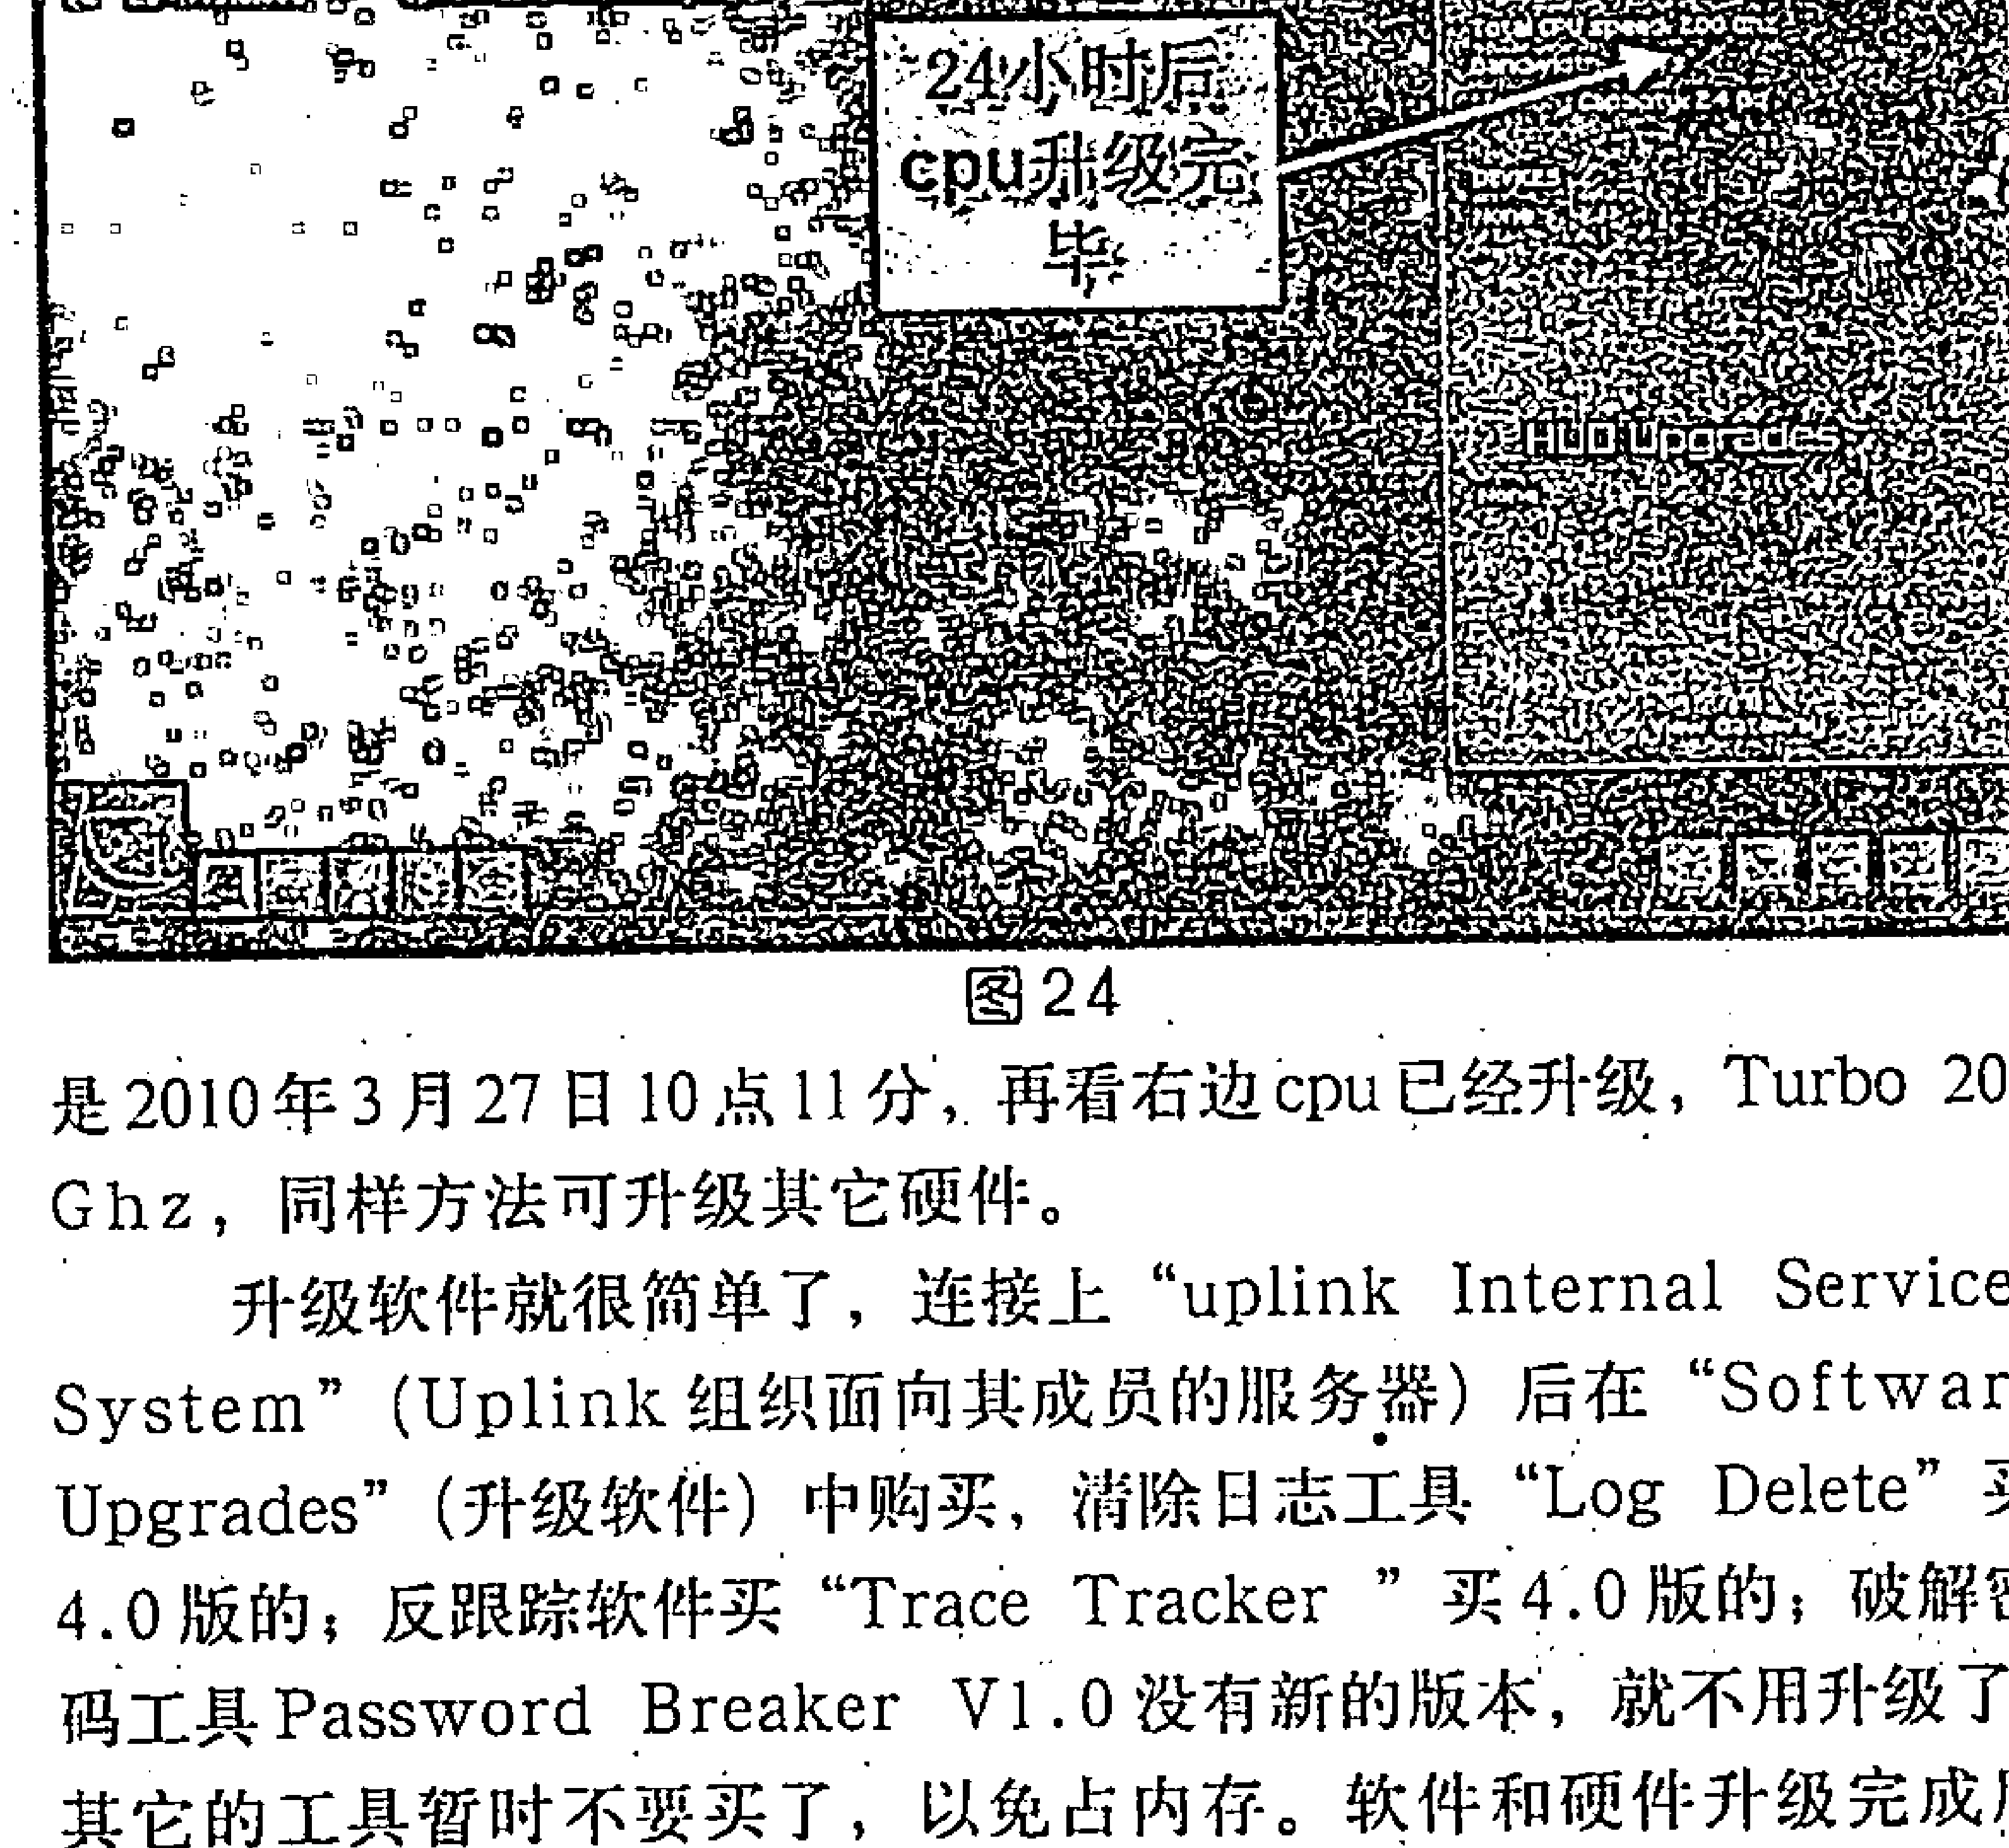 24小时后
cpu升级完
毕
HUD Upgrades
图24
是2010年3月27日10点11分，再看右边cpu已经升级，Turbo 20
Ghz，同样方法可升级其它硬件。
升级软件就很简单了，连接上“uplink Internal Service
System”（Uplink组织面向其成员的服务器）后在“Softwar
Upgrades”（升级软件）中购买，清除日志工具“Log Delete”买
4.0版的；反跟踪软件买“Trace Tracker ”买4.0版的；破解密
码工具Password Breaker V1.0没有新的版本，就不用升级了
其它的工具暂时不要买了，以免占内存。软件和硬件升级完成